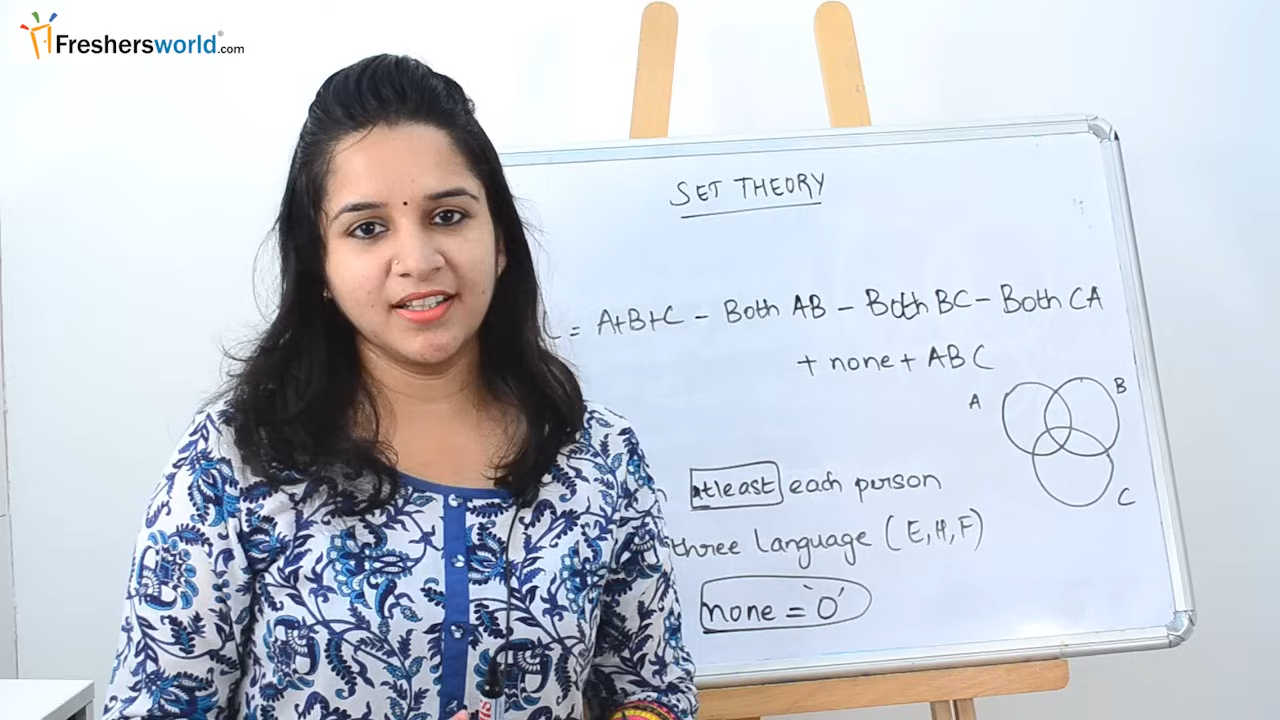 Freshersworld.com
SET THEORY
= A+B+C - Both AB - Both BC - Both CA
+ none + ABC
A
B
C
atleast each person
three language (E, H, F)
none = '0'